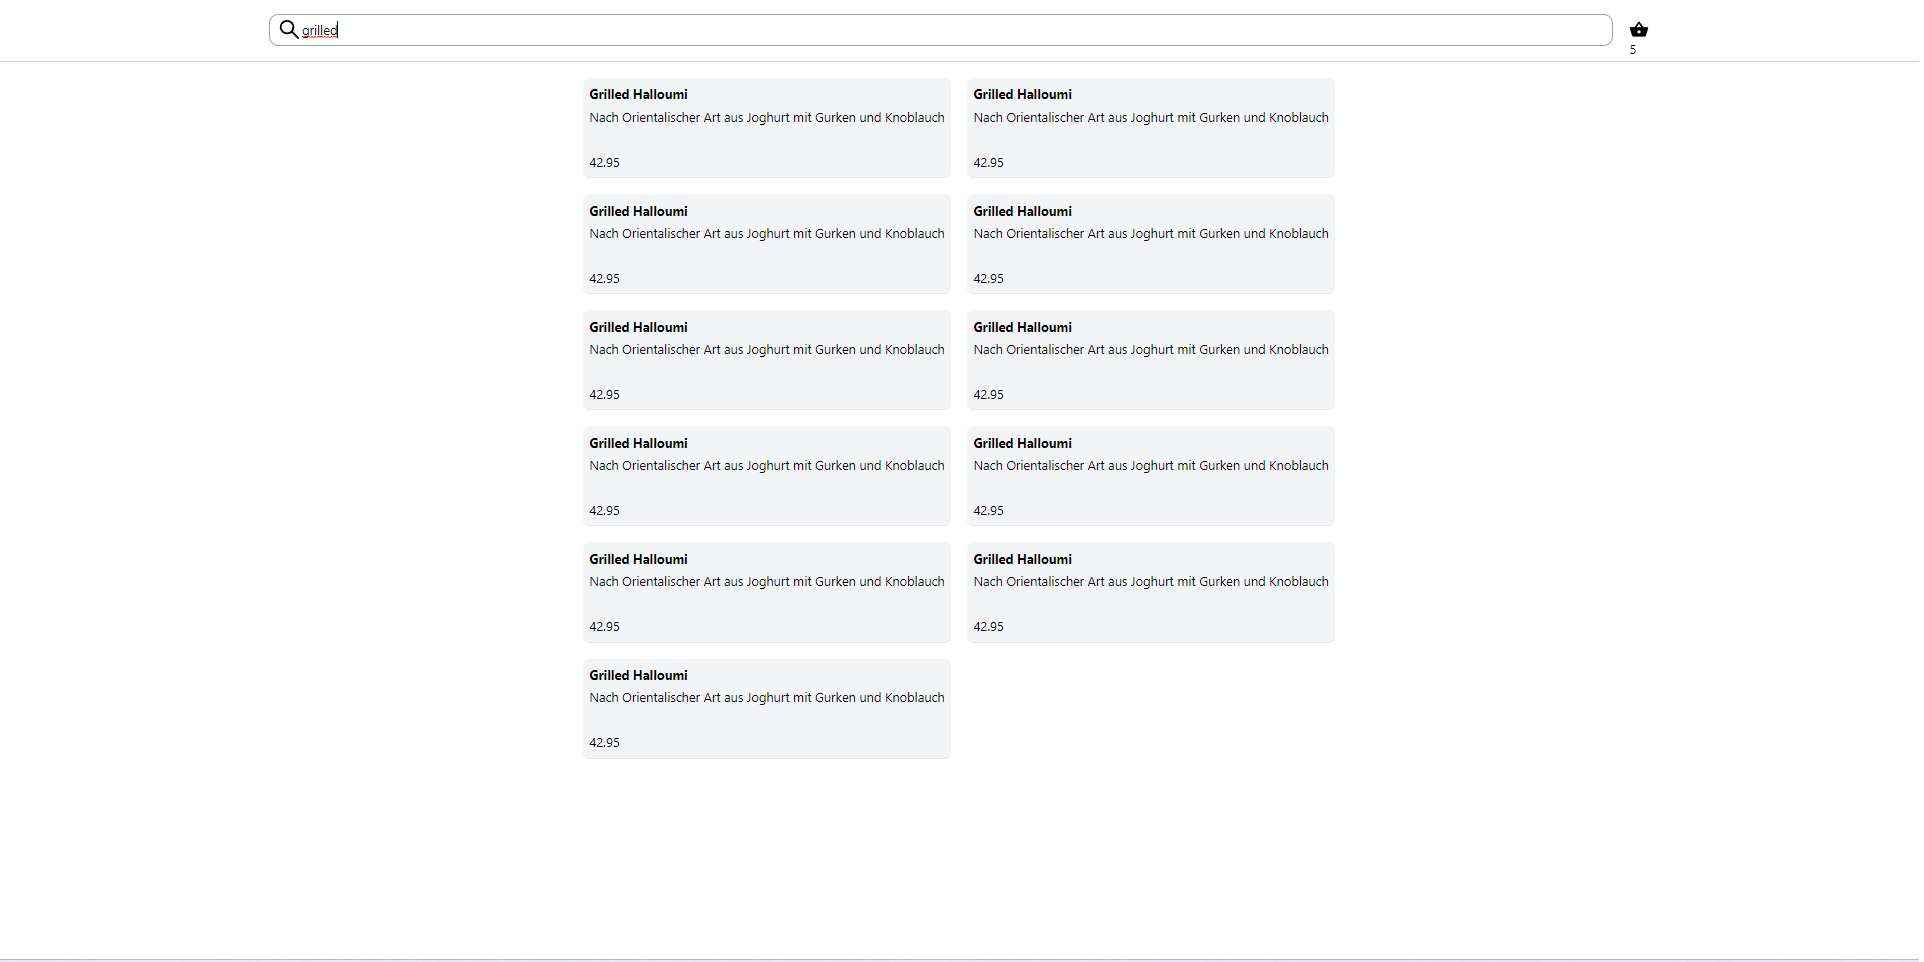 grilled
5
Grilled Halloumi
Nach Orientalischer Art aus Joghurt mit Gurken und Knoblauch
42.95
Grilled Halloumi
Nach Orientalischer Art aus Joghurt mit Gurken und Knoblauch
42.95
Grilled Halloumi
Nach Orientalischer Art aus Joghurt mit Gurken und Knoblauch
42.95
Grilled Halloumi
Nach Orientalischer Art aus Joghurt mit Gurken und Knoblauch
42.95
Grilled Halloumi
Nach Orientalischer Art aus Joghurt mit Gurken und Knoblauch
42.95
Grilled Halloumi
Nach Orientalischer Art aus Joghurt mit Gurken und Knoblauch
42.95
Grilled Halloumi
Nach Orientalischer Art aus Joghurt mit Gurken und Knoblauch
42.95
Grilled Halloumi
Nach Orientalischer Art aus Joghurt mit Gurken und Knoblauch
42.95
Grilled Halloumi
Nach Orientalischer Art aus Joghurt mit Gurken und Knoblauch
42.95
Grilled Halloumi
Nach Orientalischer Art aus Joghurt mit Gurken und Knoblauch
42.95
Grilled Halloumi
Nach Orientalischer Art aus Joghurt mit Gurken und Knoblauch
42.95